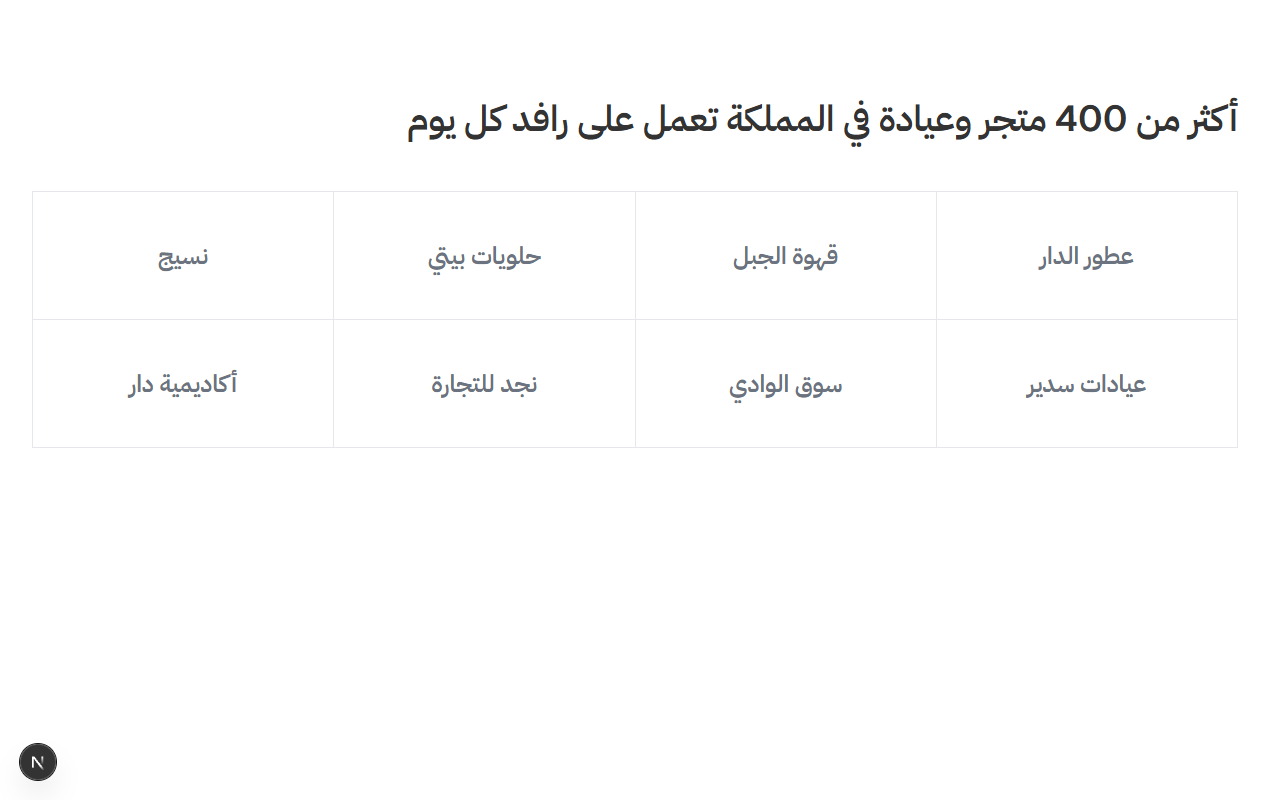 أكثر من 400 متجر وعيادة في المملكة تعمل على رافد كل يوم
عطور الدار
قهوة الجبل
حلويات بيتي
نسيج
عيادات سدير
سوق الوادي
نجد للتجارة
أكاديمية دار
N